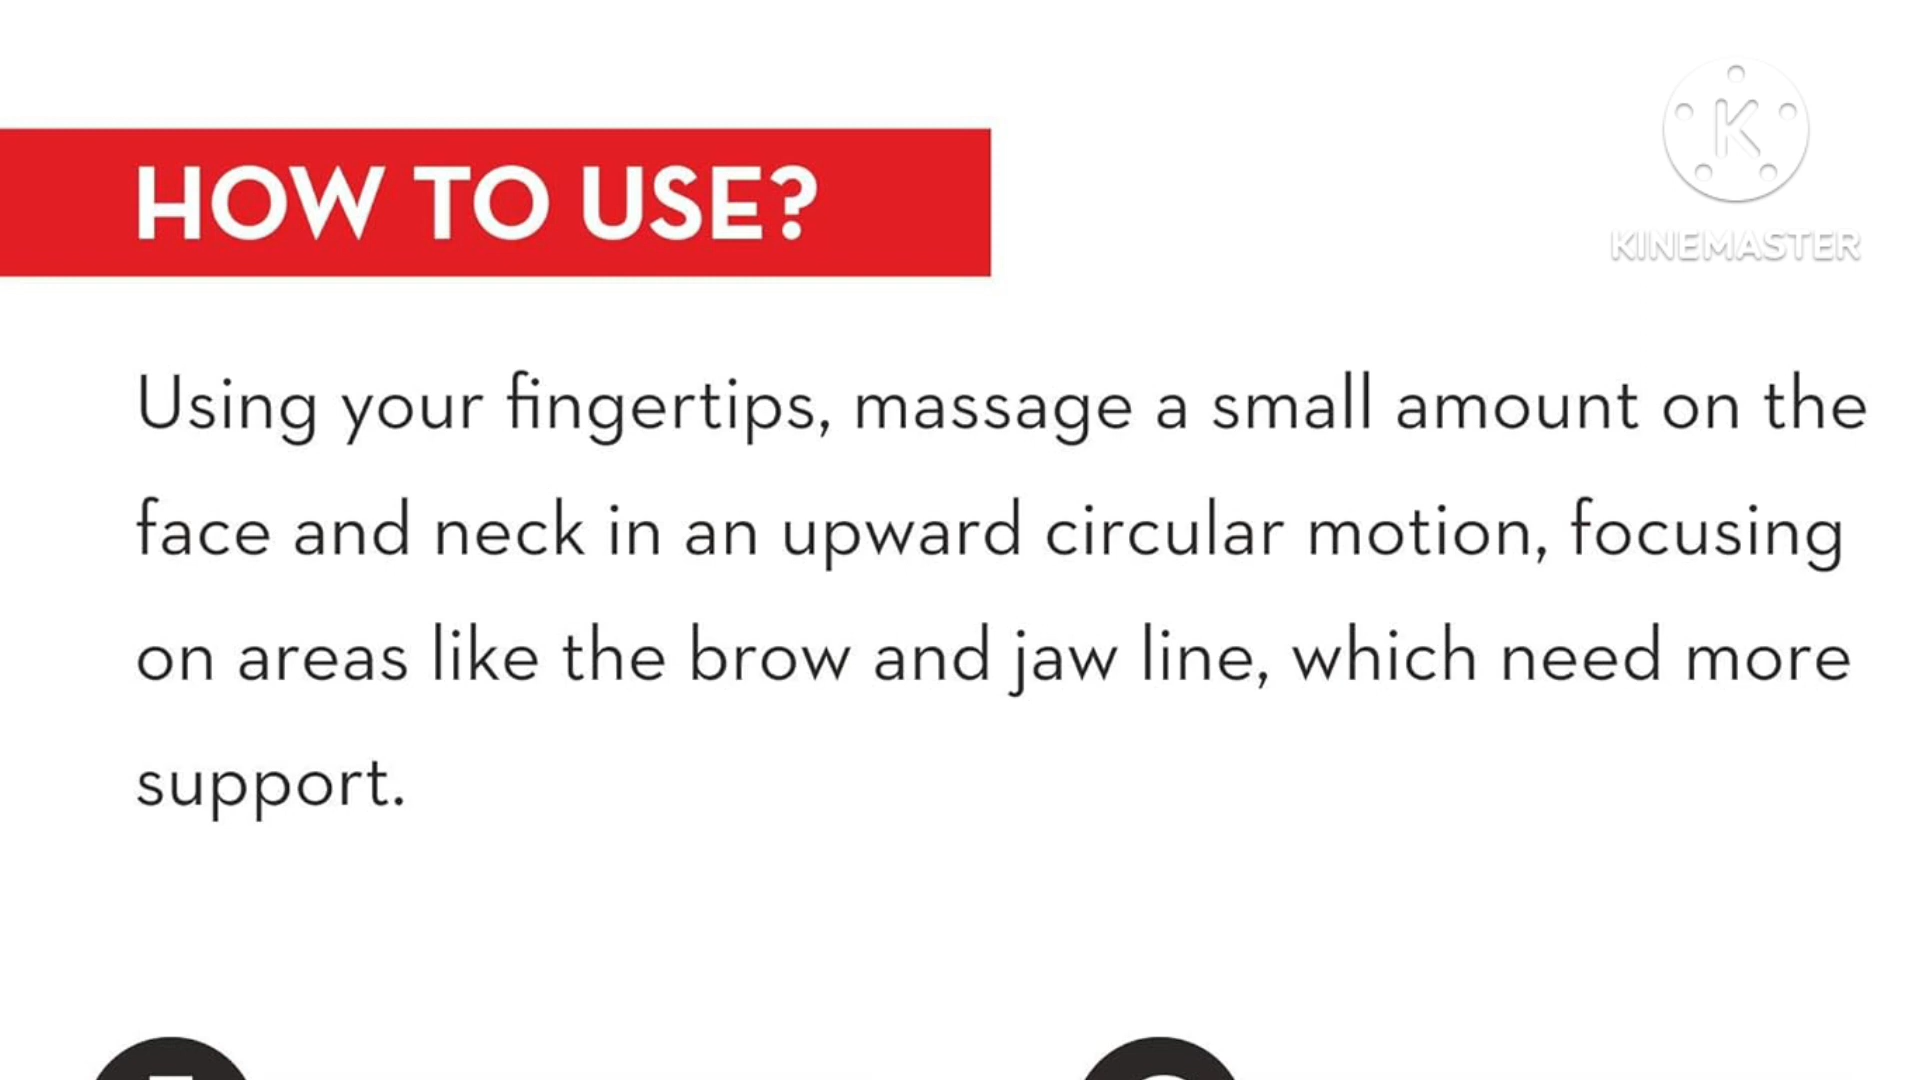 HOW TO USE?
K
KINEMASTER
Using your fingertips, massage a small amount on the
face and neck in an upward circular motion, focusing
on areas like the brow and jaw line, which need more
support.